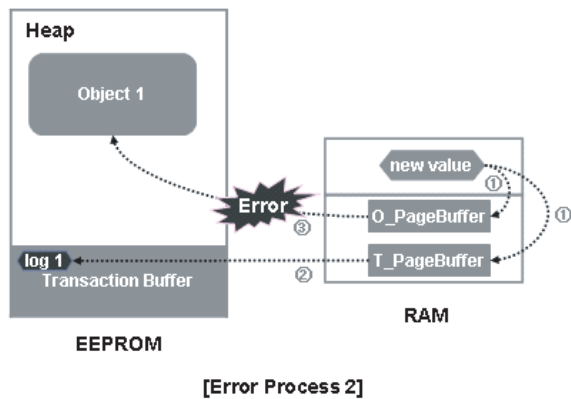 Heap
Object 1
new value
①
Error
O_PageBuffer
①
③
log 1
T_PageBuffer
②
Transaction Buffer
RAM
EEPROM
[Error Process 2]